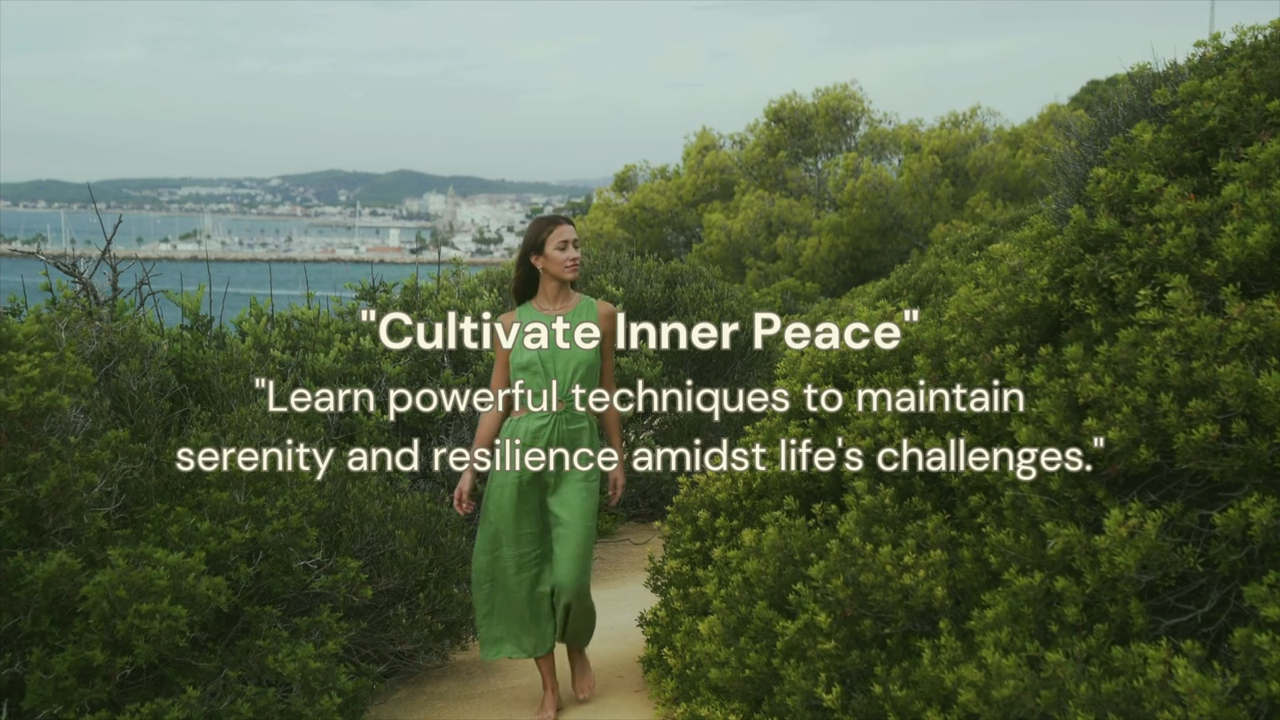 "Cultivate Inner Peace"
"Learn powerful techniques to maintain
serenity and resilience amidst life's challenges."